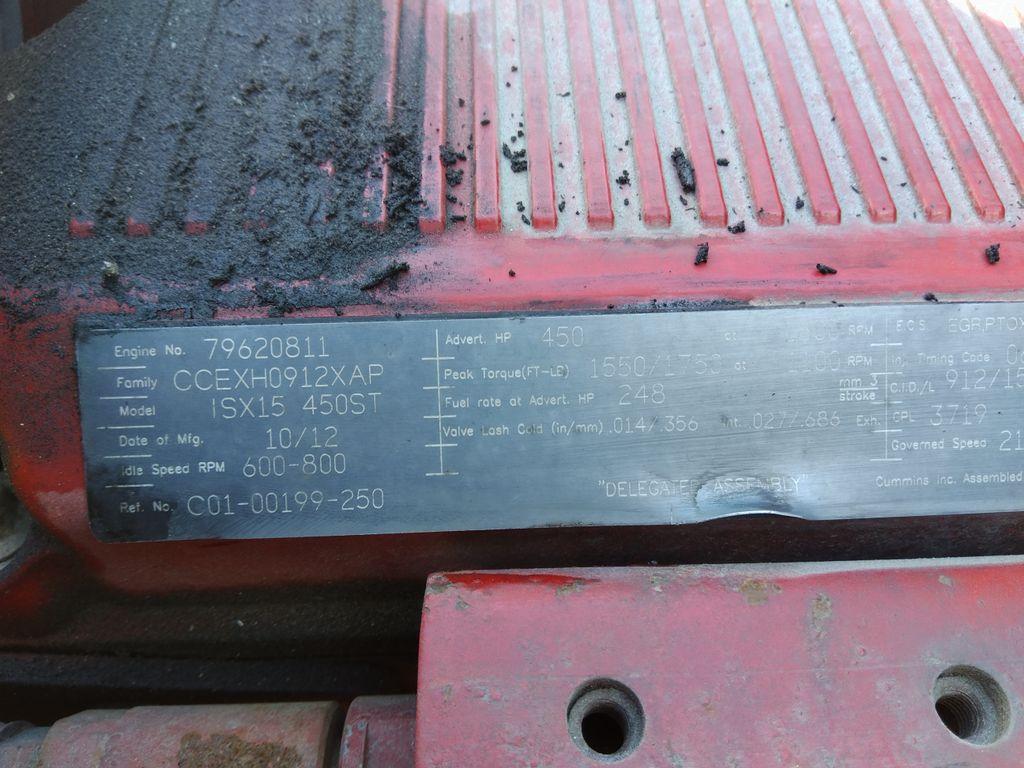 Engine No. 79620811
Family CCEXH0912XAP
Model ISX15 450ST
Date of Mfg. 10/12
Idle Speed RPM 600-800
Ref. No. C01-00199-250
Advert. HP 450 at RPM
Peak Torque(FT-LB) 1550/1750 at RPM
Fuel rate at Advert. HP 248 mm 3 stroke
Valve Lash Cold (in/mm) .014/.356 Int. .027/.686 Exh.
"DELEGATED ASSEMBLY"
E.C.S. EGR,PTOX
Inj. Timing Code
C.I.D./L 912/15
CPL 3719
Governed Speed 21
Cummins Inc. Assembled